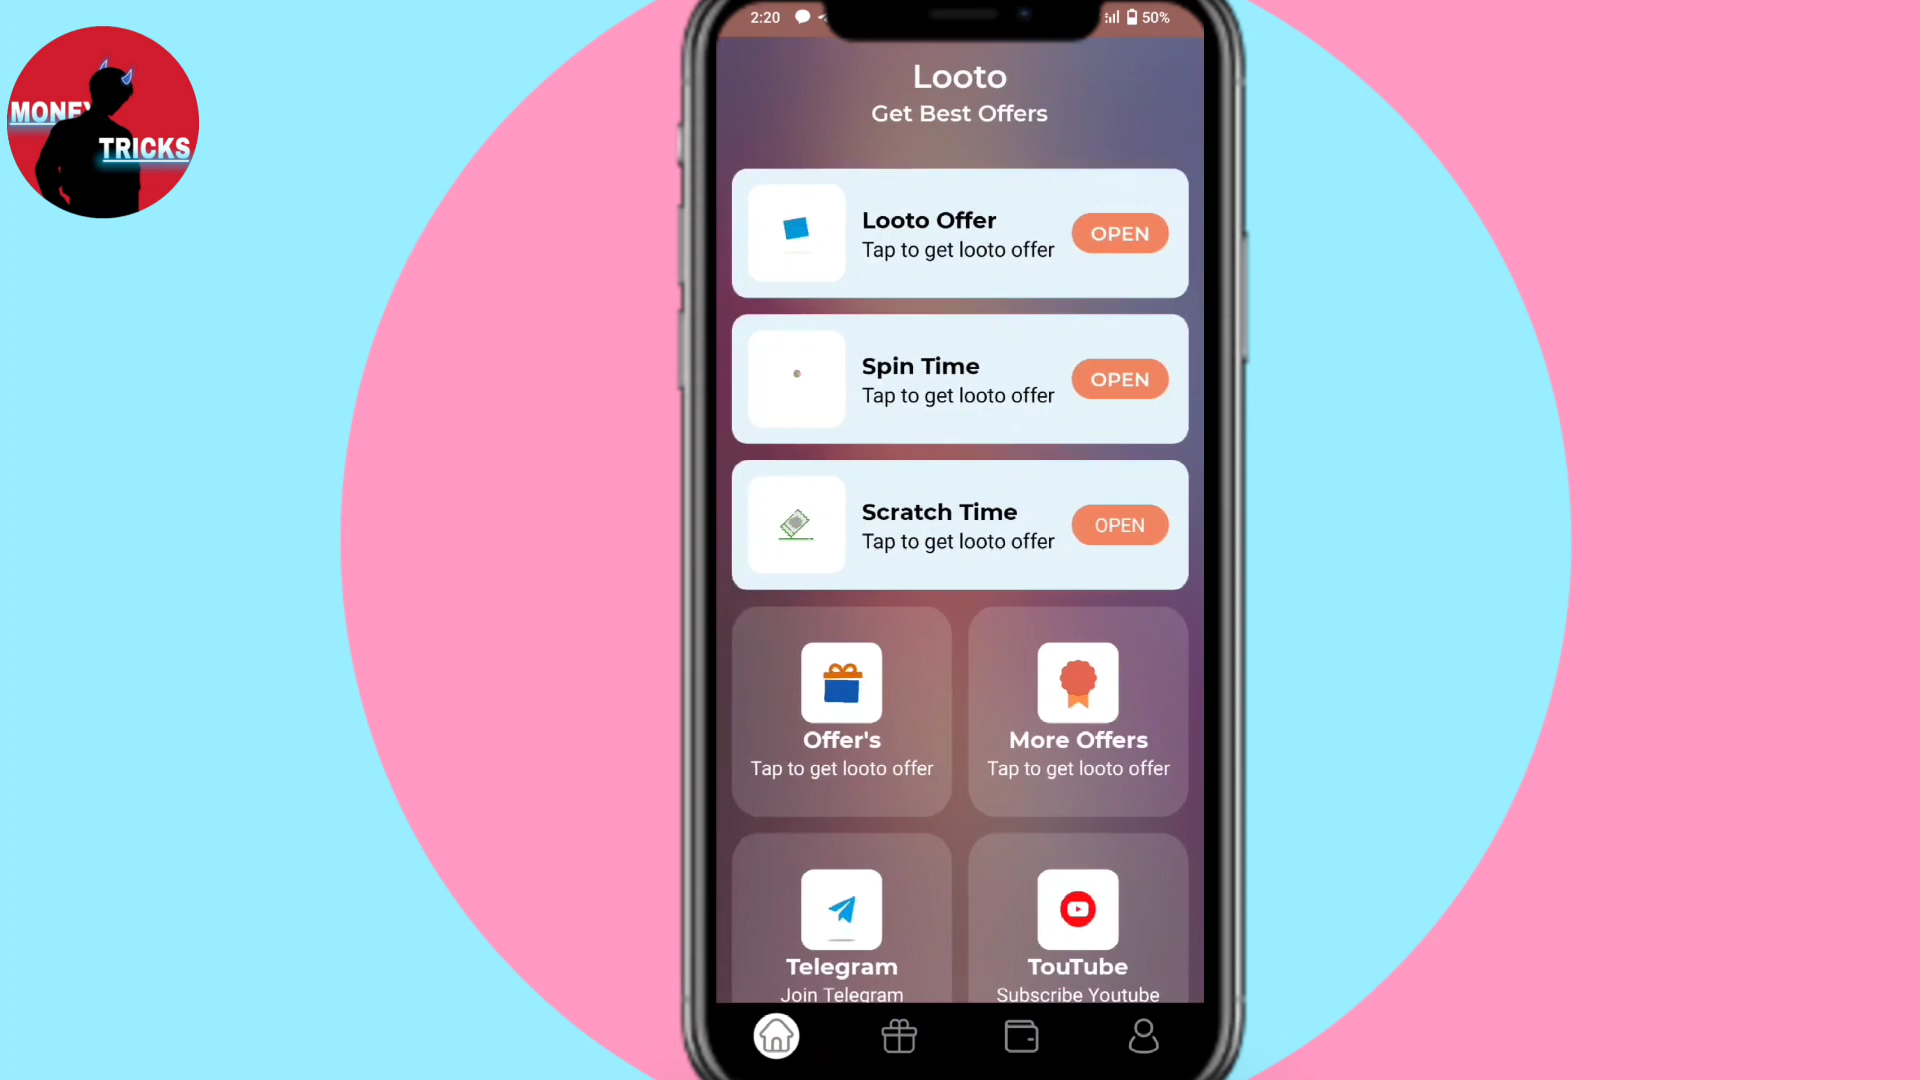 MONEY
TRICKS
2:20
50%
Looto
Get Best Offers
Looto Offer
Tap to get looto offer
OPEN
Spin Time
Tap to get looto offer
OPEN
Scratch Time
Tap to get looto offer
OPEN
Offer's
Tap to get looto offer
More Offers
Tap to get looto offer
Telegram
Join Telegram
TouTube
Subscribe Youtube